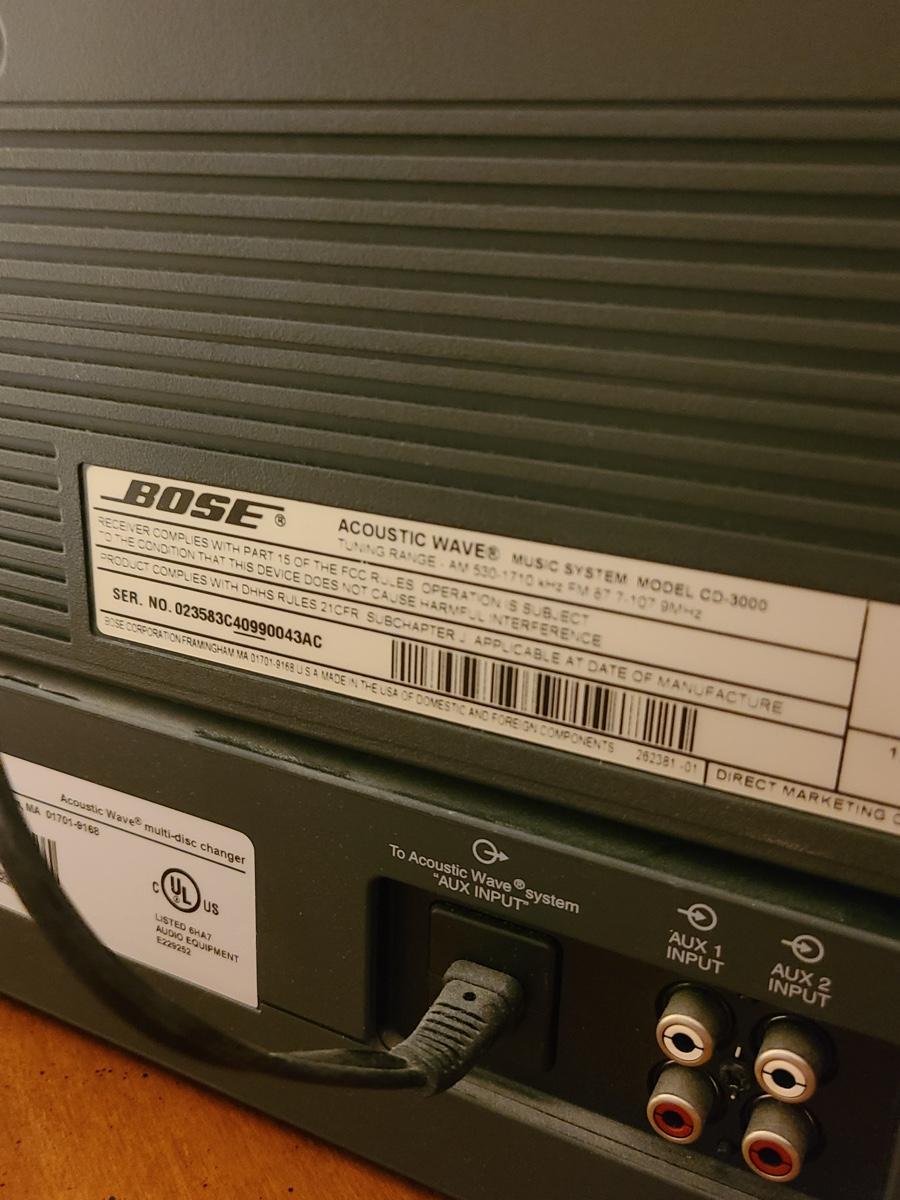 BOSE®
ACOUSTIC WAVE® MUSIC SYSTEM MODEL CD-3000
TUNING RANGE - AM 530-1710 kHz FM 87.7-107.9MHz
RECEIVER COMPLIES WITH PART 15 OF THE FCC RULES. OPERATION IS SUBJECT
TO THE CONDITION THAT THIS DEVICE DOES NOT CAUSE HARMFUL INTERFERENCE
PRODUCT COMPLIES WITH DHHS RULES 21CFR SUBCHAPTER J APPLICABLE AT DATE OF MANUFACTURE
SER. NO. 023583C40990043AC
BOSE CORPORATION FRAMINGHAM MA 01701-9168 U S A MADE IN THE USA OF DOMESTIC AND FOREIGN COMPONENTS
262381-01
DIRECT MARKETING
1
Acoustic Wave® multi-disc changer
MA 01701-9168
C UL US
LISTED 6HA7
AUDIO EQUIPMENT
E229252
To Acoustic Wave® system
"AUX INPUT"
AUX 1
INPUT
AUX 2
INPUT